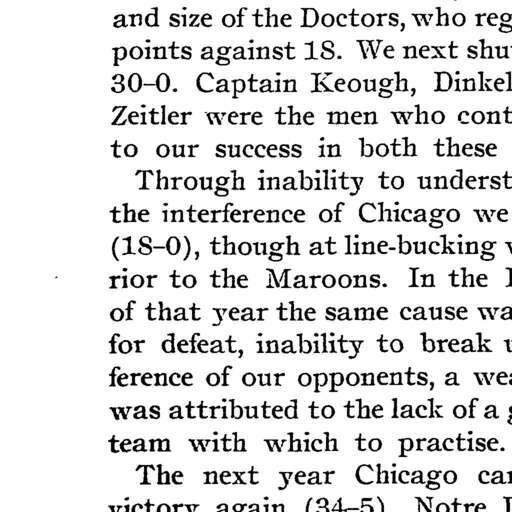 and size of the Doctors, who reg
points against 18. We next shu
30–0. Captain Keough, Dinkel
Zeitler were the men who cont
to our success in both these
Through inability to underst
the interference of Chicago we
(18–0), though at line-bucking
rior to the Maroons. In the
of that year the same cause wa
for defeat, inability to break
ference of our opponents, a wea
was attributed to the lack of a
team with which to practise.
The next year Chicago car
victory again (34–5). Notre